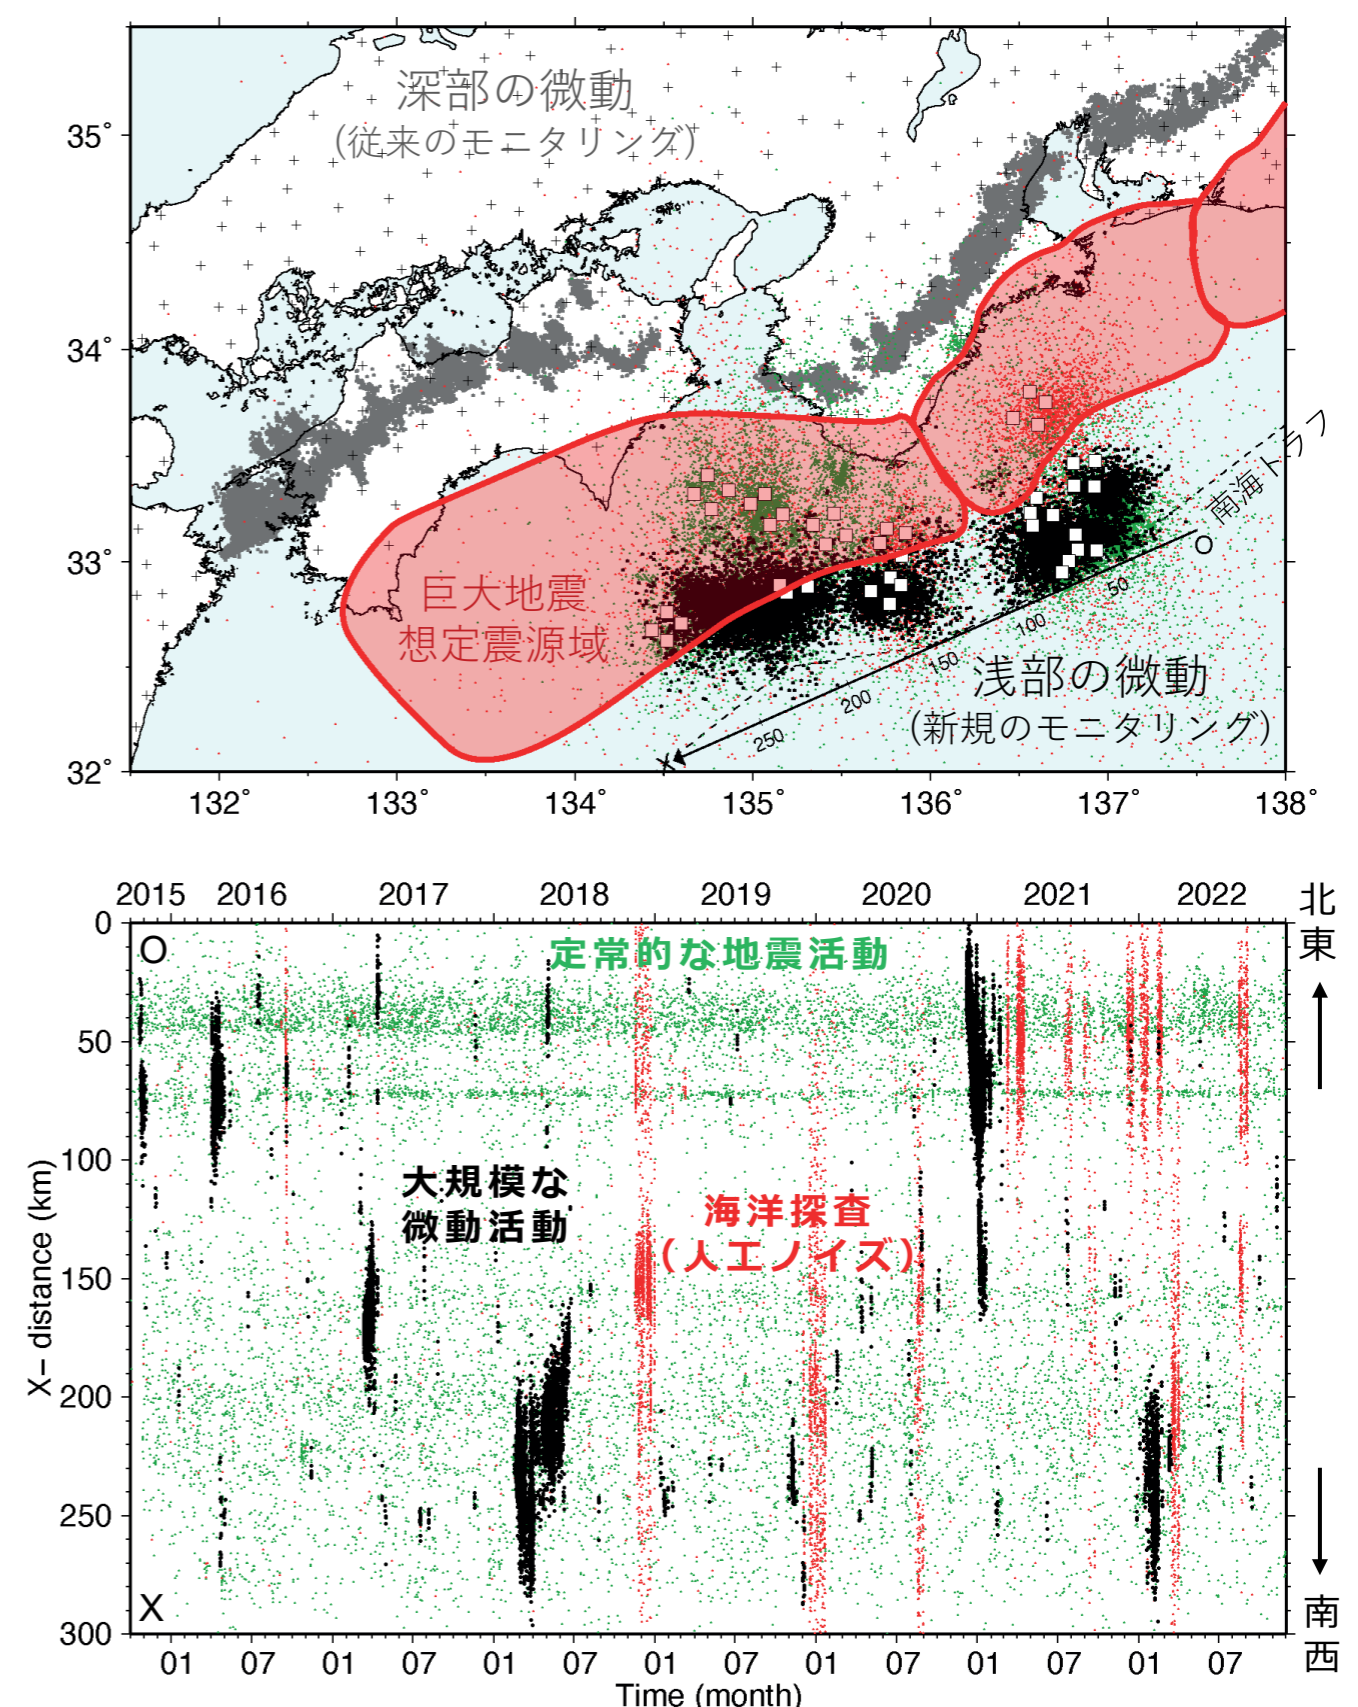 深部の微動
(従来のモニタリング)
35°
34°
33°
32°
巨大地震
想定震源域
南海トラフ
O
50
100
150
200
250
X
浅部の微動
(新規のモニタリング)
132°
133°
134°
135°
136°
137°
138°
2015
2016
2017
2018
2019
2020
2021
2022
北
東
O
定常的な地震活動
大規模な
微動活動
海洋探査
(人工ノイズ)
X
南
西
X− distance (km)
0
50
100
150
200
250
300
01
07
01
07
01
07
01
07
01
07
01
07
01
07
Time (month)